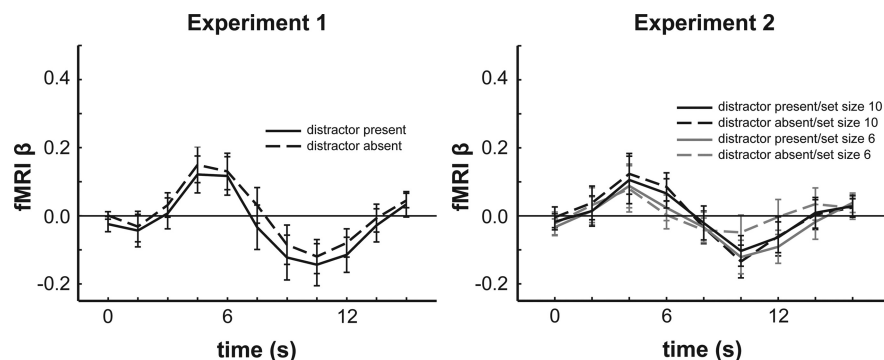 Experiment 1
fMRI β
0.4
0.2
0.0
-0.2
distractor present
distractor absent
0
6
12
time (s)
Experiment 2
fMRI β
0.4
0.2
0.0
-0.2
distractor present/set size 10
distractor absent/set size 10
distractor present/set size 6
distractor absent/set size 6
0
6
12
time (s)